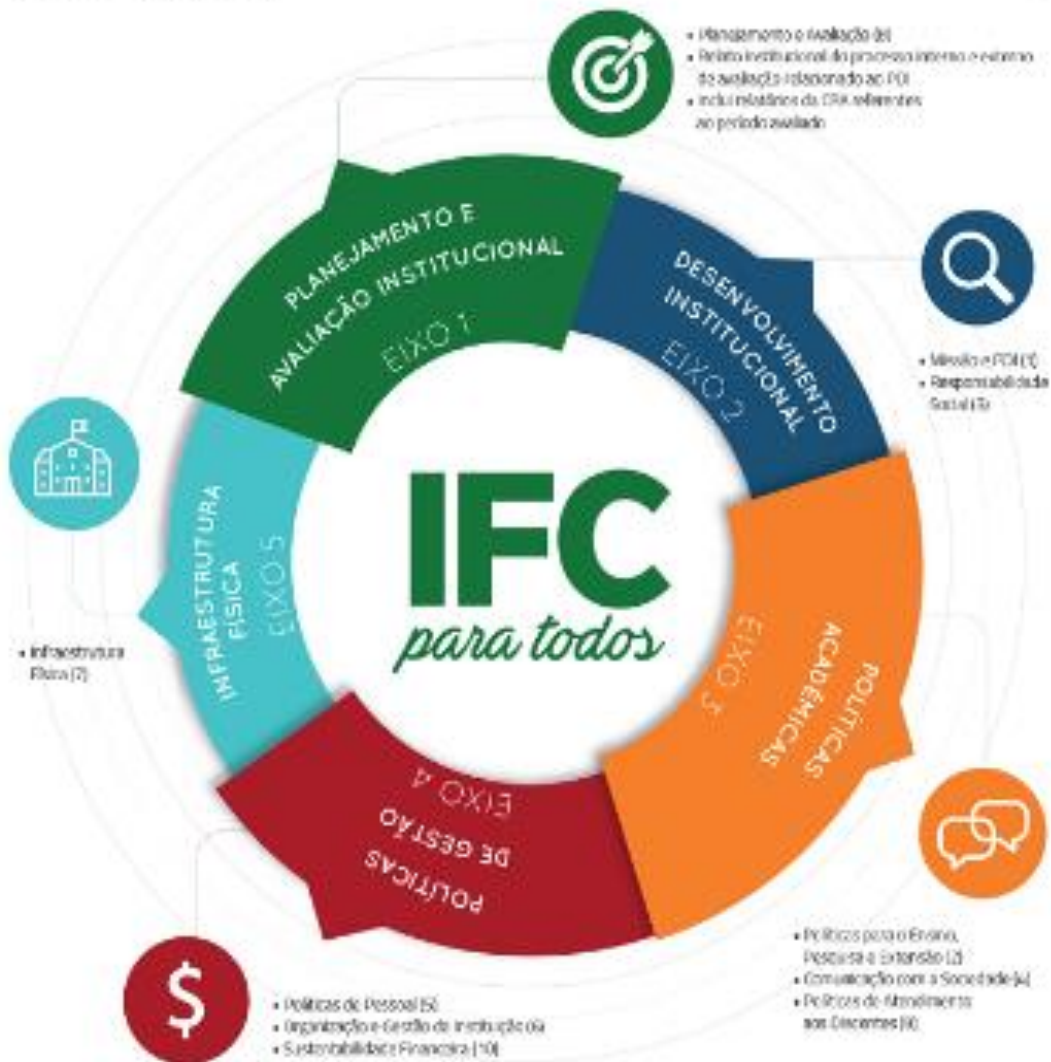 • Planejamento e Avaliação (8)
• Relato institucional do processo interno e externo
de avaliação relacionado ao PDI
• Inclui relatórios da CPA referentes
ao período avaliado
PLANEJAMENTO E
AVALIAÇÃO INSTITUCIONAL
EIXO 1
DESENVOLVIMENTO
INSTITUCIONAL
EIXO 2
• Missão e PDI (1)
• Responsabilidade
Social (3)
INFRAESTRUTURA
FÍSICA
EIXO 5
IFC
para todos
• Infraestrutura
Física (7)
EIXO 3
POLÍTICAS
ACADÊMICAS
EIXO 4
POLÍTICAS
DE GESTÃO
• Políticas para o Ensino,
Pesquisa e Extensão (2)
• Comunicação com a Sociedade (4)
• Políticas de Atendimento
aos Discentes (9)
• Políticas de Pessoal (5)
• Organização e Gestão da Instituição (6)
• Sustentabilidade Financeira (10)